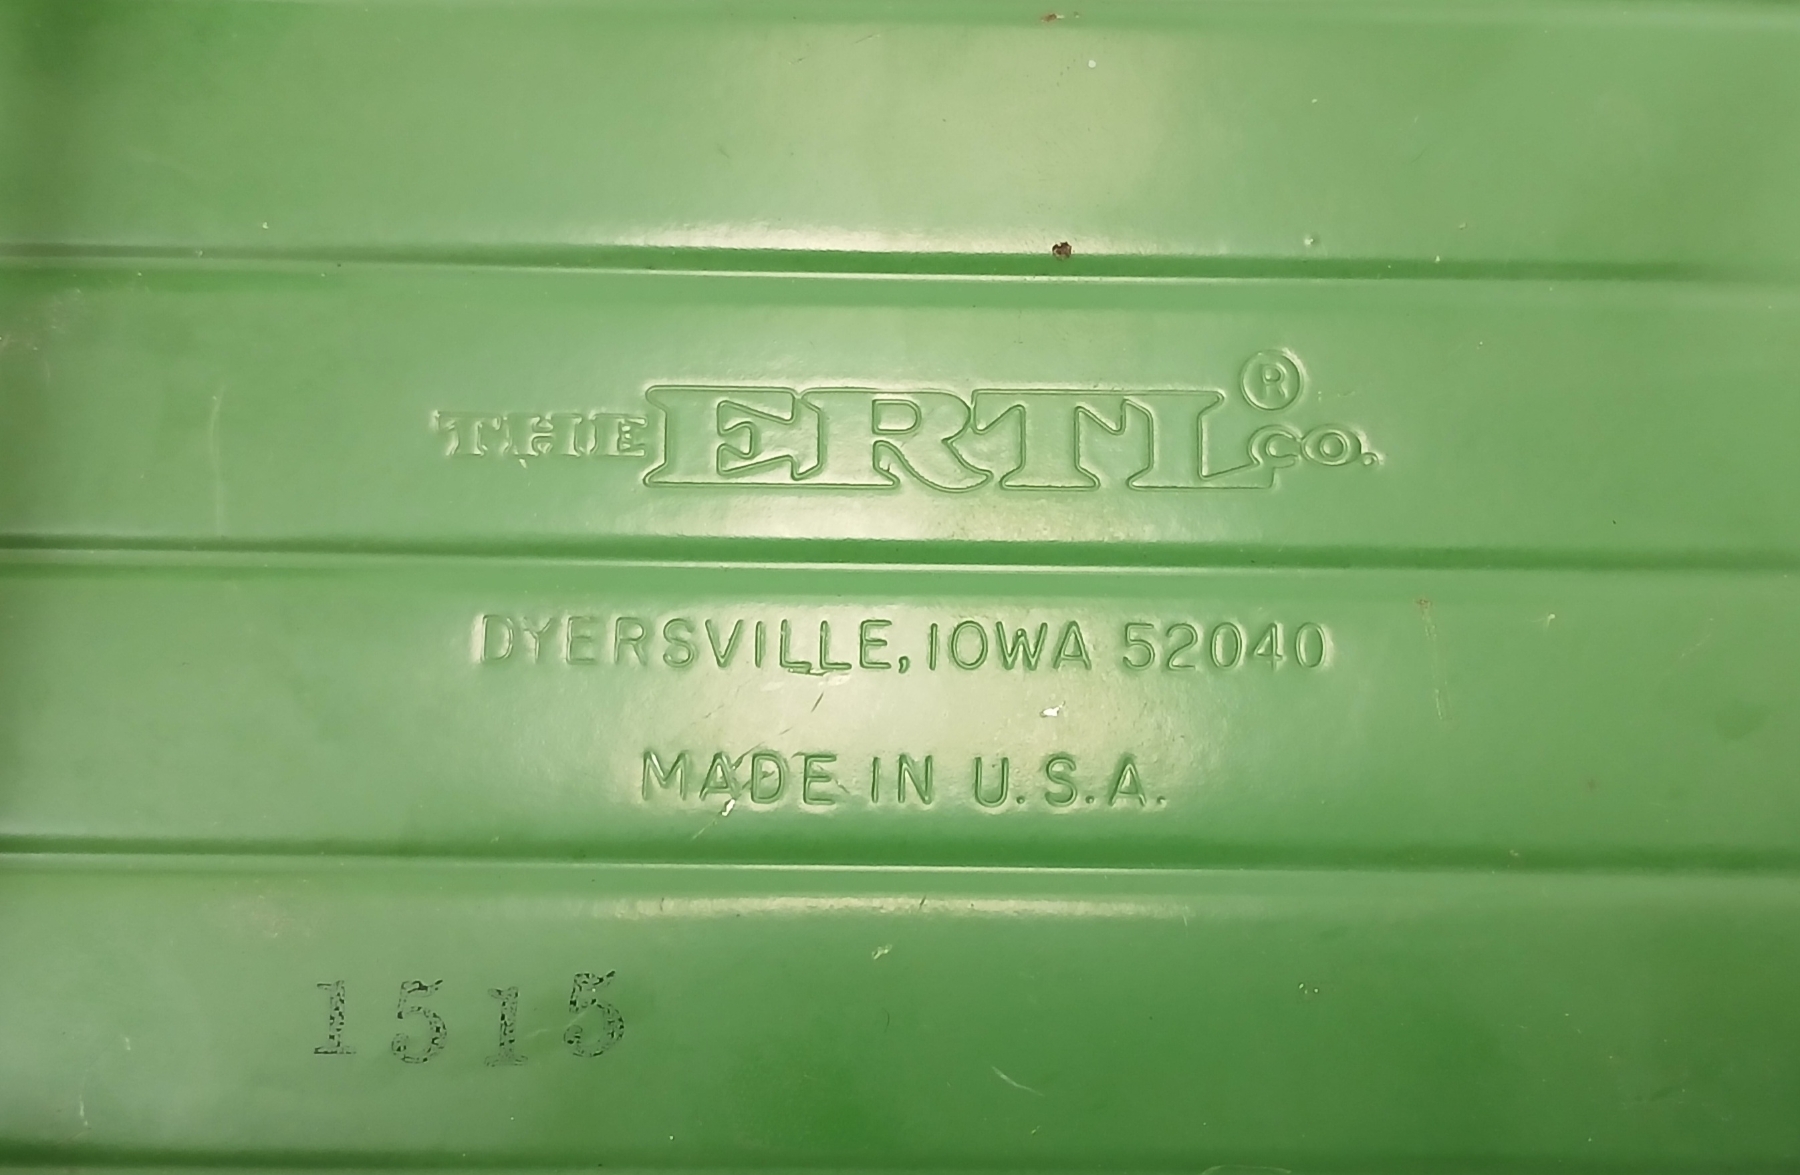 THE ERTL® CO.
DYERSVILLE, IOWA 52040
MADE IN U.S.A.
1515